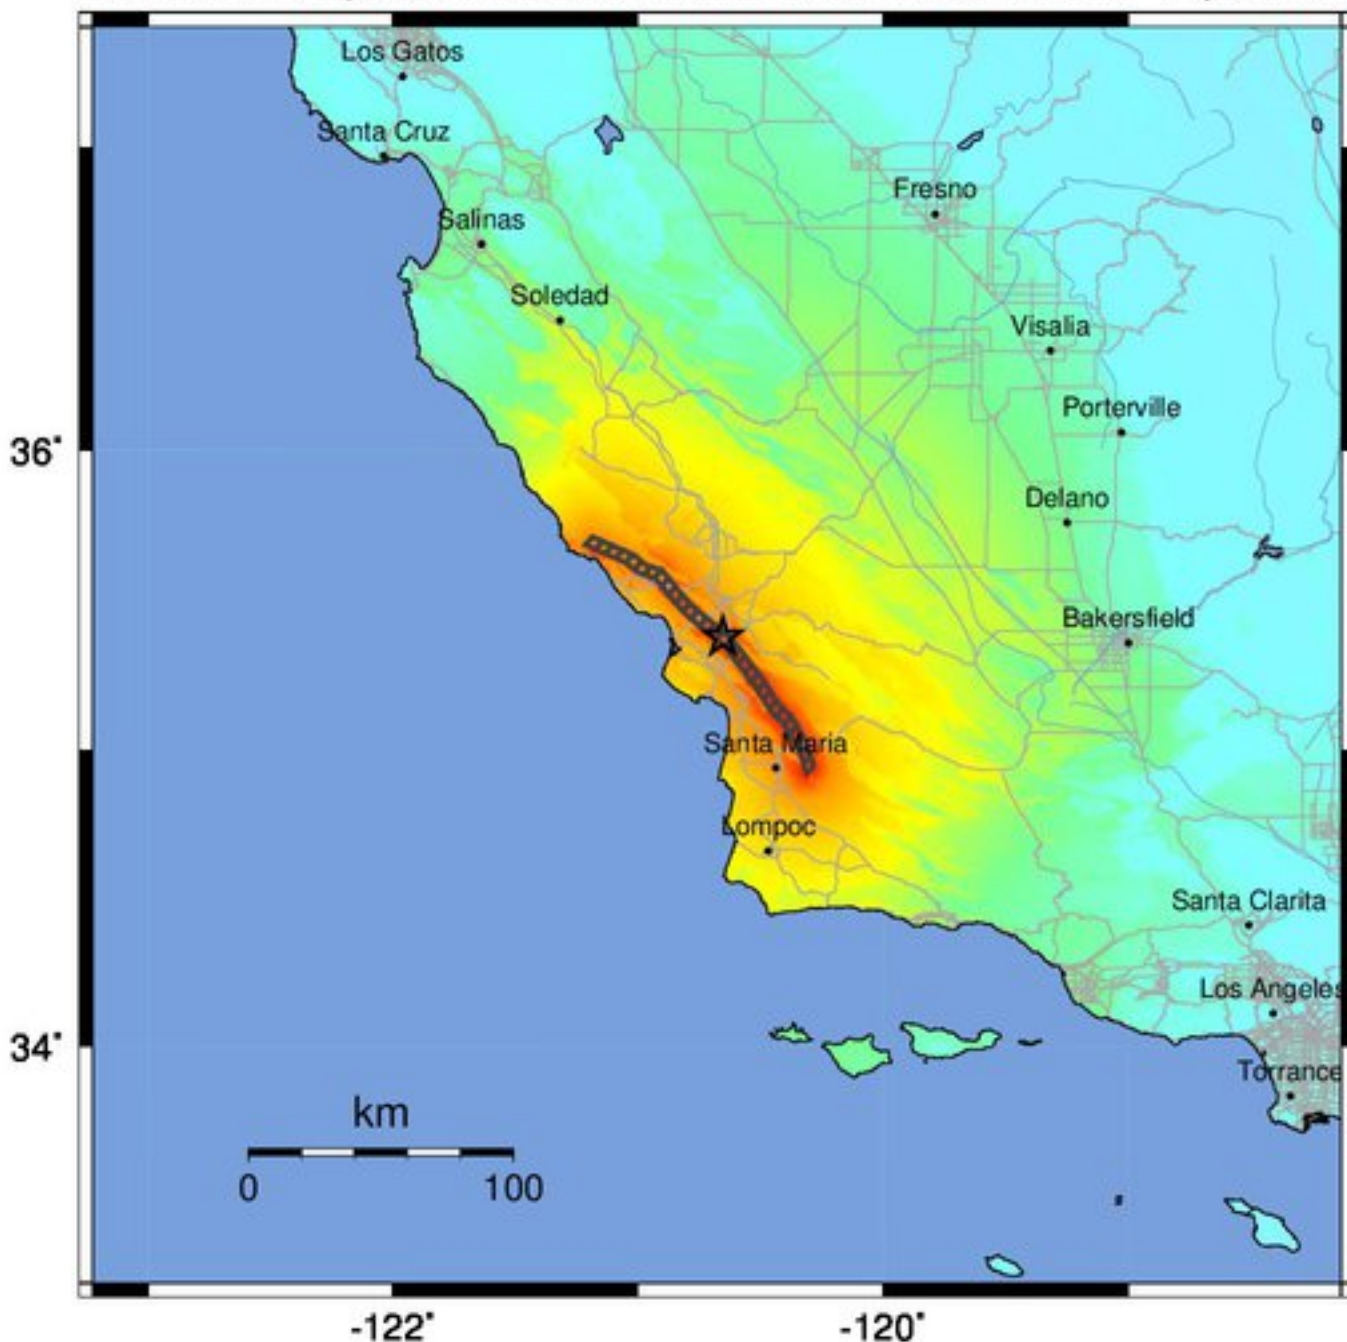 Los Gatos
Santa Cruz
Fresno
Salinas
Soledad
Visalia
Porterville
36°
Delano
Bakersfield
Santa Maria
Lompoc
Santa Clarita
Los Angeles
34°
Torrance
km
0 100
-122° -120°